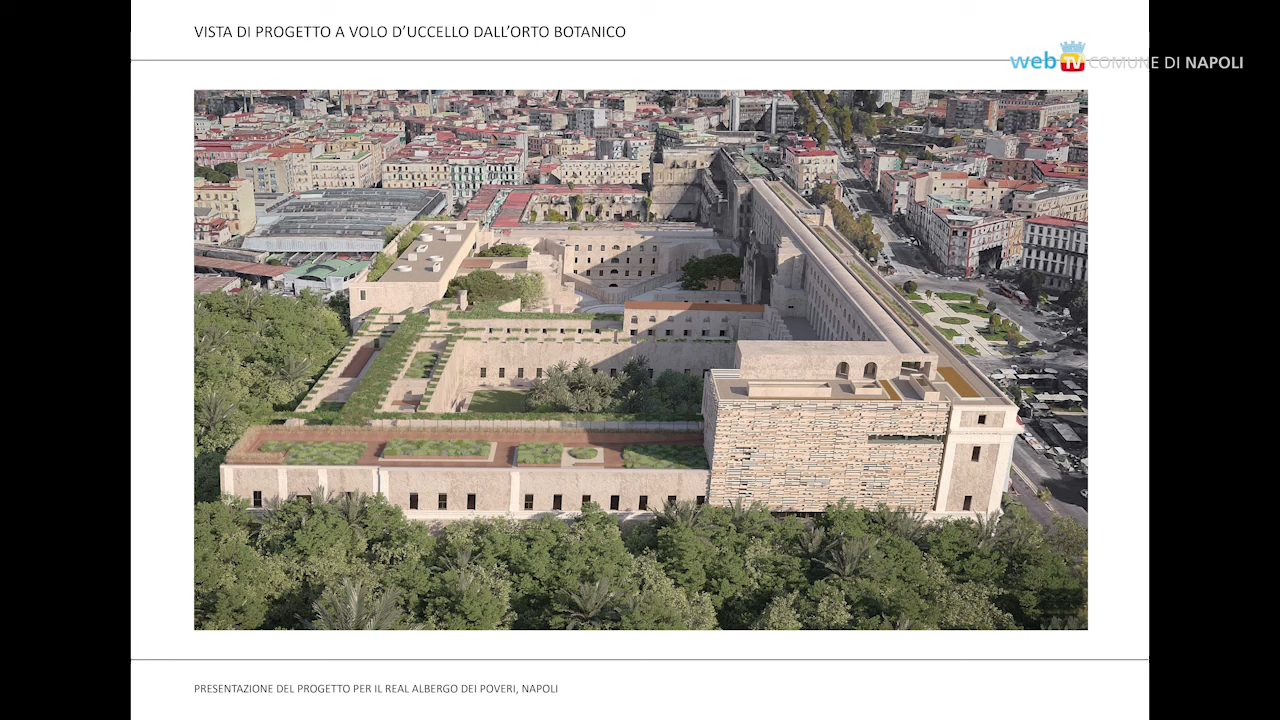 VISTA DI PROGETTO A VOLO D'UCCELLO DALL'ORTO BOTANICO
web TV COMUNE DI NAPOLI
PRESENTAZIONE DEL PROGETTO PER IL REAL ALBERGO DEI POVERI, NAPOLI